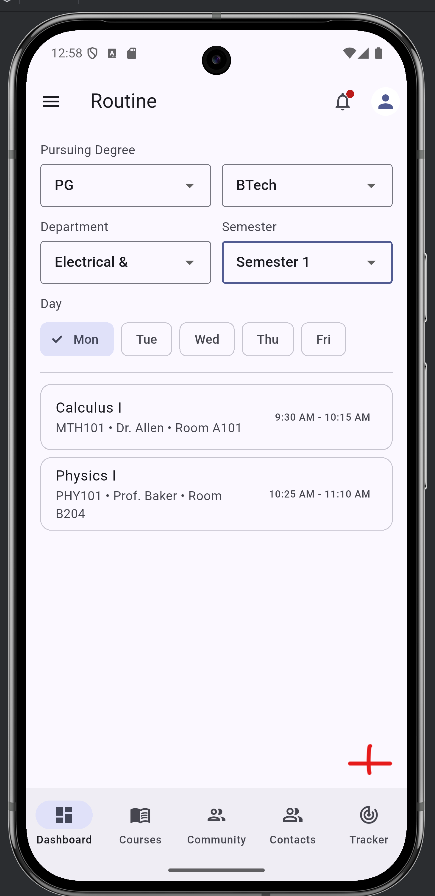 12:58
Routine
Pursuing Degree
PG
BTech
Department
Semester
Electrical &
Semester 1
Day
Mon
Tue
Wed
Thu
Fri
Calculus I
MTH101 • Dr. Allen • Room A101
9:30 AM - 10:15 AM
Physics I
PHY101 • Prof. Baker • Room
B204
10:25 AM - 11:10 AM
Dashboard
Courses
Community
Contacts
Tracker